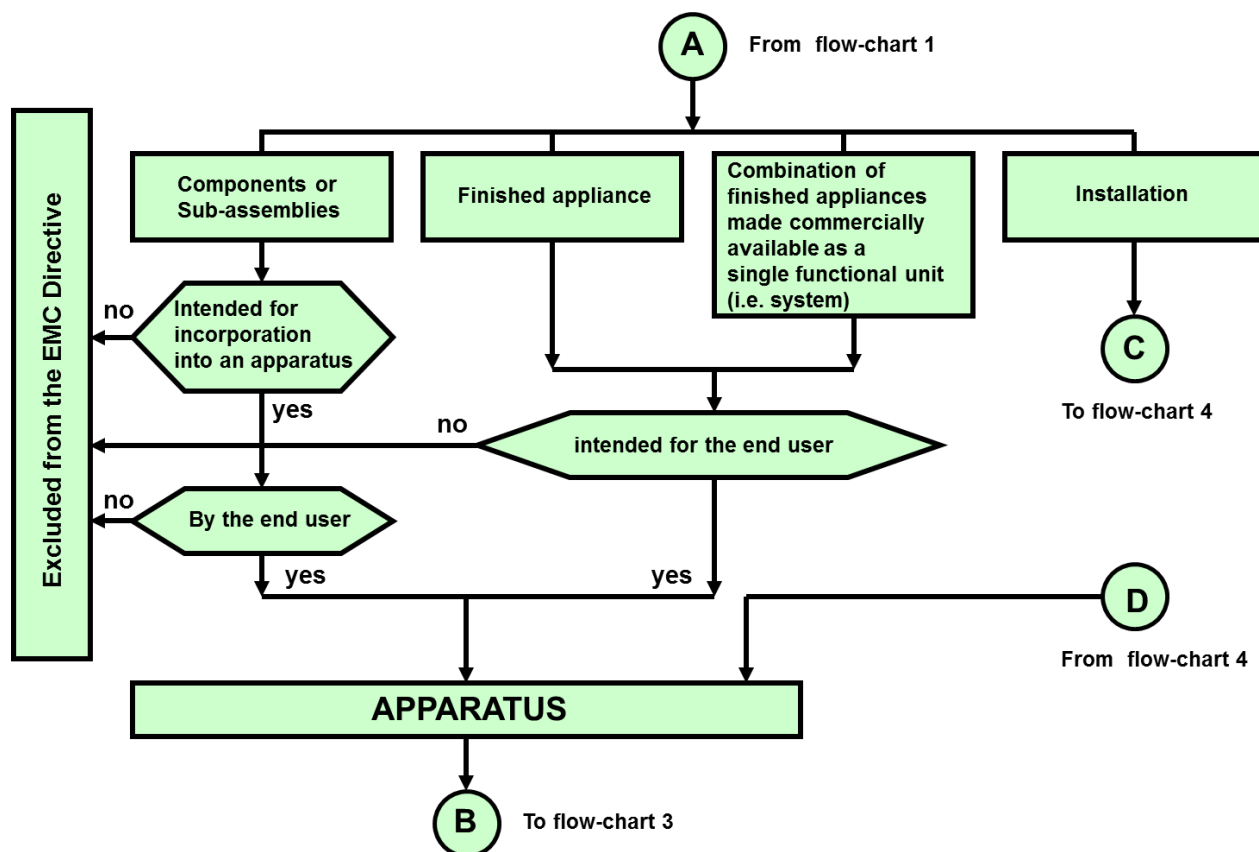 A
From flow-chart 1
Excluded from the EMC Directive
Components or
Sub-assemblies
Finished appliance
Combination of
finished appliances
made commercially
available as a
single functional unit
(i.e. system)
Installation
no
Intended for
incorporation
into an apparatus
yes
C
To flow-chart 4
no
intended for the end user
no
By the end user
yes
yes
D
From flow-chart 4
APPARATUS
B
To flow-chart 3